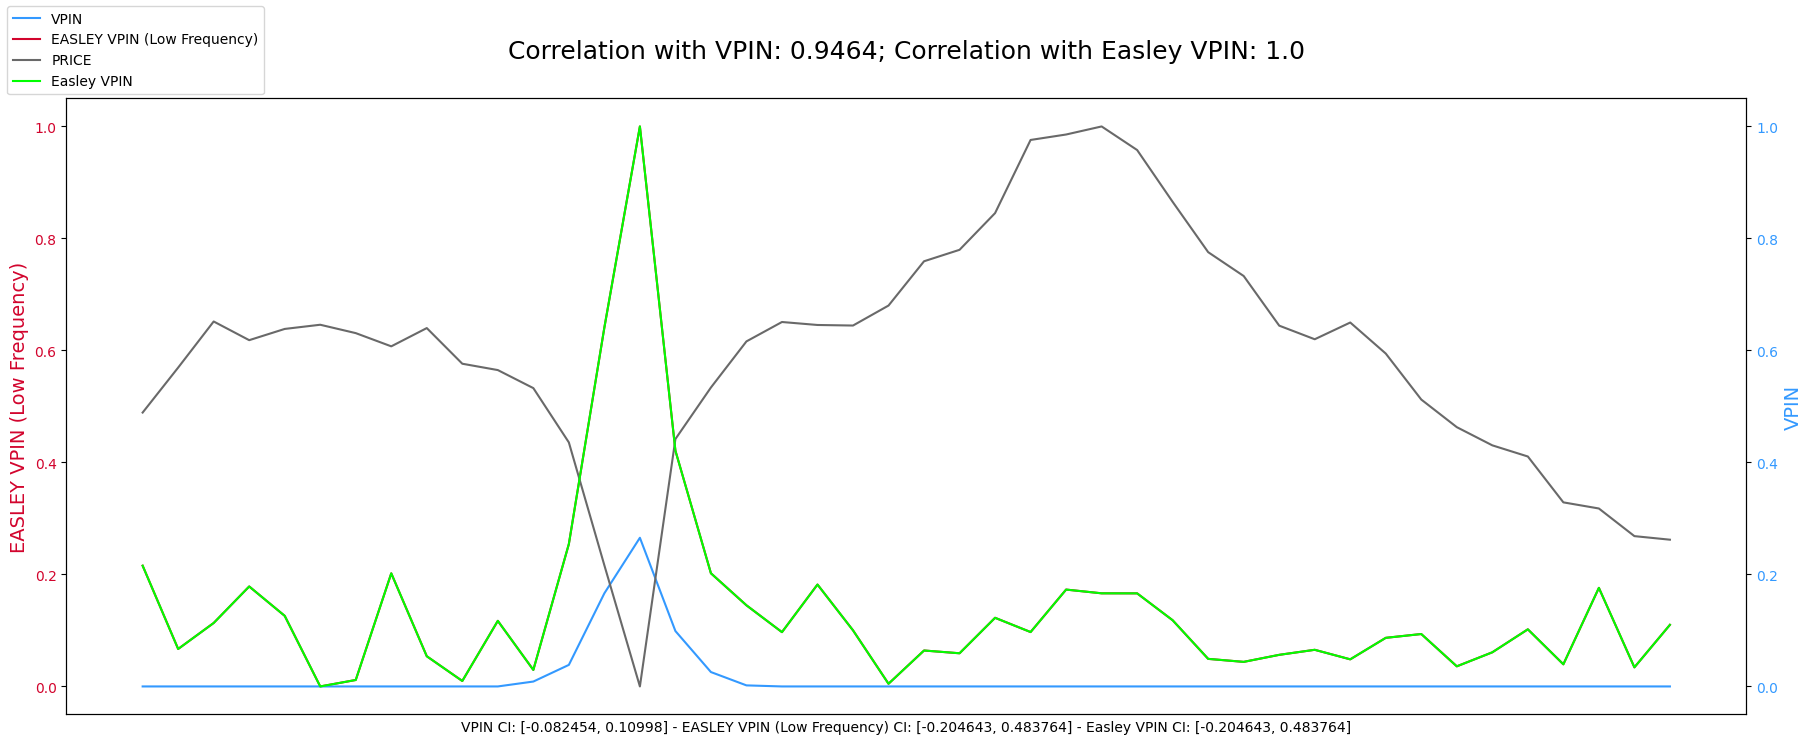 VPIN
EASLEY VPIN (Low Frequency)
PRICE
Easley VPIN
Correlation with VPIN: 0.9464; Correlation with Easley VPIN: 1.0
1.0
0.8
0.6
0.4
0.2
0.0
EASLEY VPIN (Low Frequency)
1.0
0.8
0.6
0.4
0.2
0.0
VPIN
VPIN CI: [-0.082454, 0.10998] - EASLEY VPIN (Low Frequency) CI: [-0.204643, 0.483764] - Easley VPIN CI: [-0.204643, 0.483764]